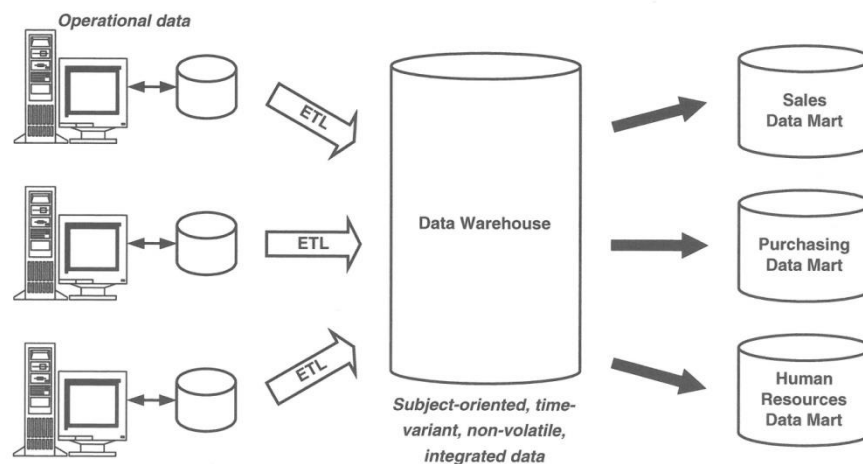 Operational data
ETL
ETL
ETL
Data Warehouse
Subject-oriented, time-
variant, non-volatile,
integrated data
Sales
Data Mart
Purchasing
Data Mart
Human
Resources
Data Mart